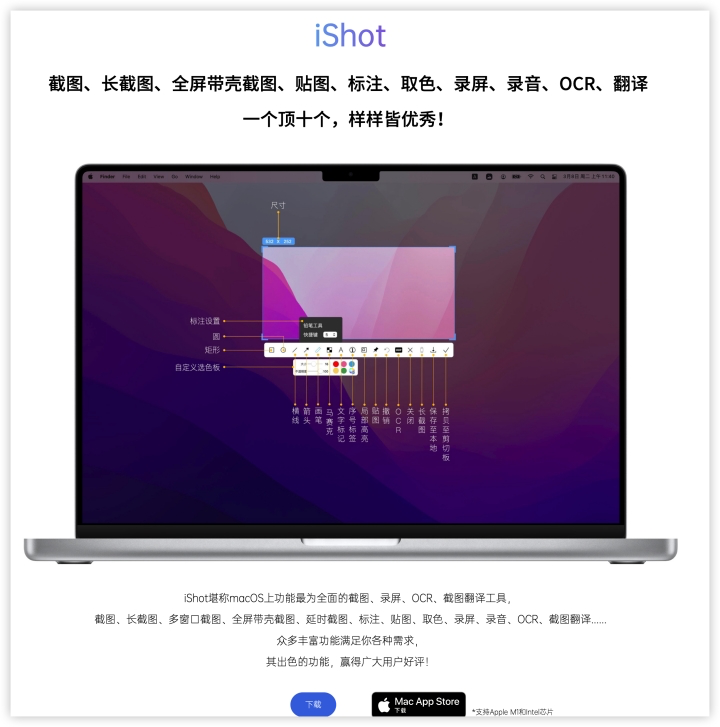 iShot
截图、长截图、全屏带壳截图、贴图、标注、取色、录屏、录音、OCR、翻译
一个顶十个，样样皆优秀！
Finder File Edit View Go Window Help
尺寸
标注设置
铅笔工具
快捷键
圆
矩形
自定义选色板
横线
箭头
画笔
马赛克
文字标记
序号标签
局部高亮
贴图
撤销
OCR
关闭
长截图
保存至本地
拷贝至剪切板
iShot堪称macOS上功能最为全面的截图、录屏、OCR、截图翻译工具，
截图、长截图、多窗口截图、全屏带壳截图、延时截图、标注、贴图、取色、录屏、录音、OCR、截图翻译......
众多丰富功能满足你各种需求，
其出色的功能，赢得广大用户好评！
下载
Mac App Store
下载
*支持Apple M1和Intel芯片